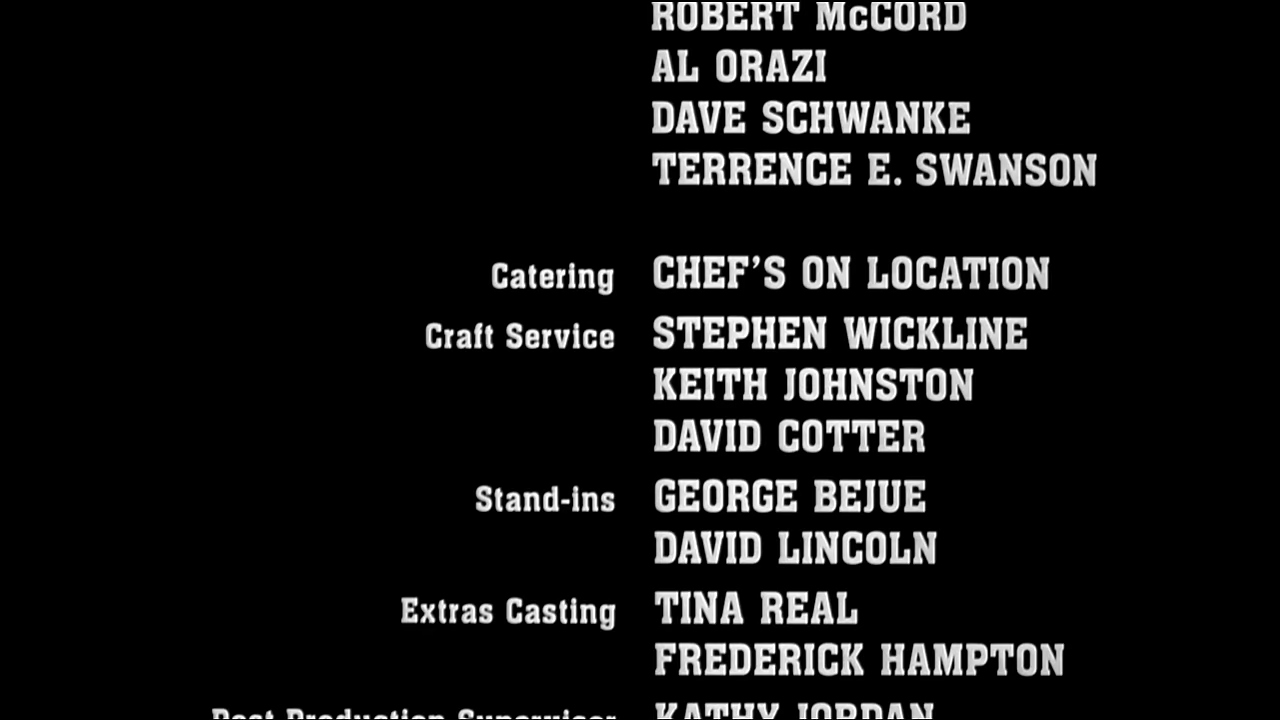 ROBERT McCORD
AL ORAZI
DAVE SCHWANKE
TERRENCE E. SWANSON
Catering CHEF'S ON LOCATION
Craft Service STEPHEN WICKLINE
KEITH JOHNSTON
DAVID COTTER
Stand-ins GEORGE BEJUE
DAVID LINCOLN
Extras Casting TINA REAL
FREDERICK HAMPTON
Post Production Supervisor KATHY JORDAN